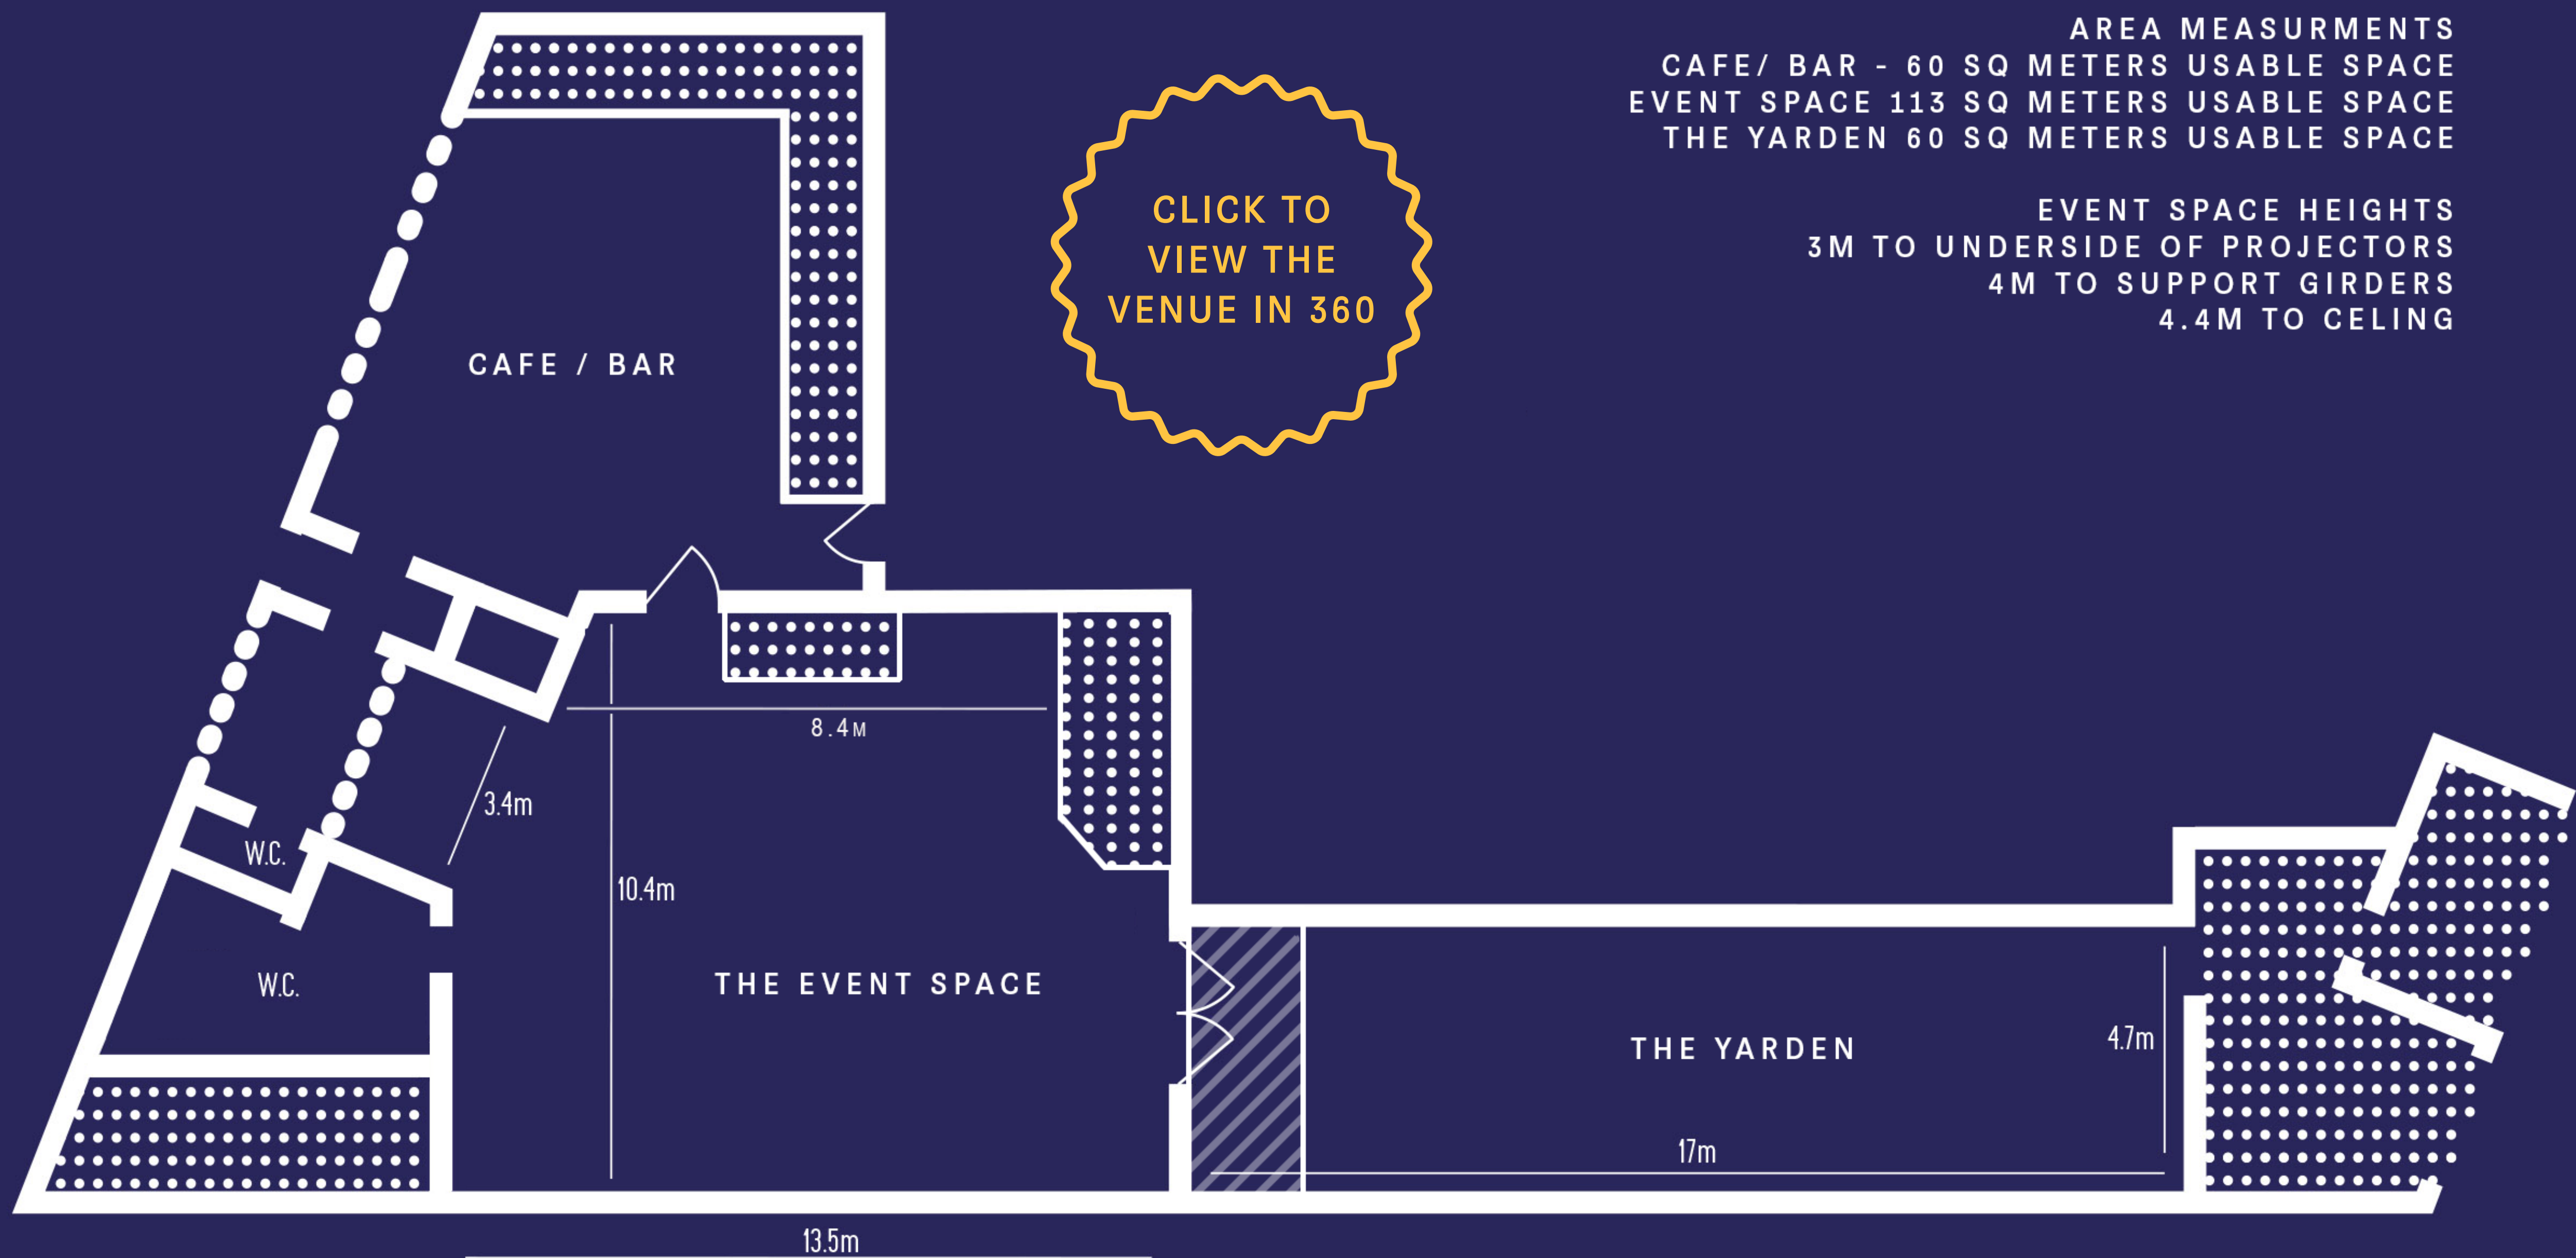 AREA MEASURMENTS
CAFE/ BAR - 60 SQ METERS USABLE SPACE
EVENT SPACE 113 SQ METERS USABLE SPACE
THE YARDEN 60 SQ METERS USABLE SPACE
EVENT SPACE HEIGHTS
3M TO UNDERSIDE OF PROJECTORS
4M TO SUPPORT GIRDERS
4.4M TO CELING
CLICK TO
VIEW THE
VENUE IN 360
CAFE / BAR
8.4M
3.4m
W.C.
10.4m
W.C.
THE EVENT SPACE
THE YARDEN
4.7m
17m
13.5m